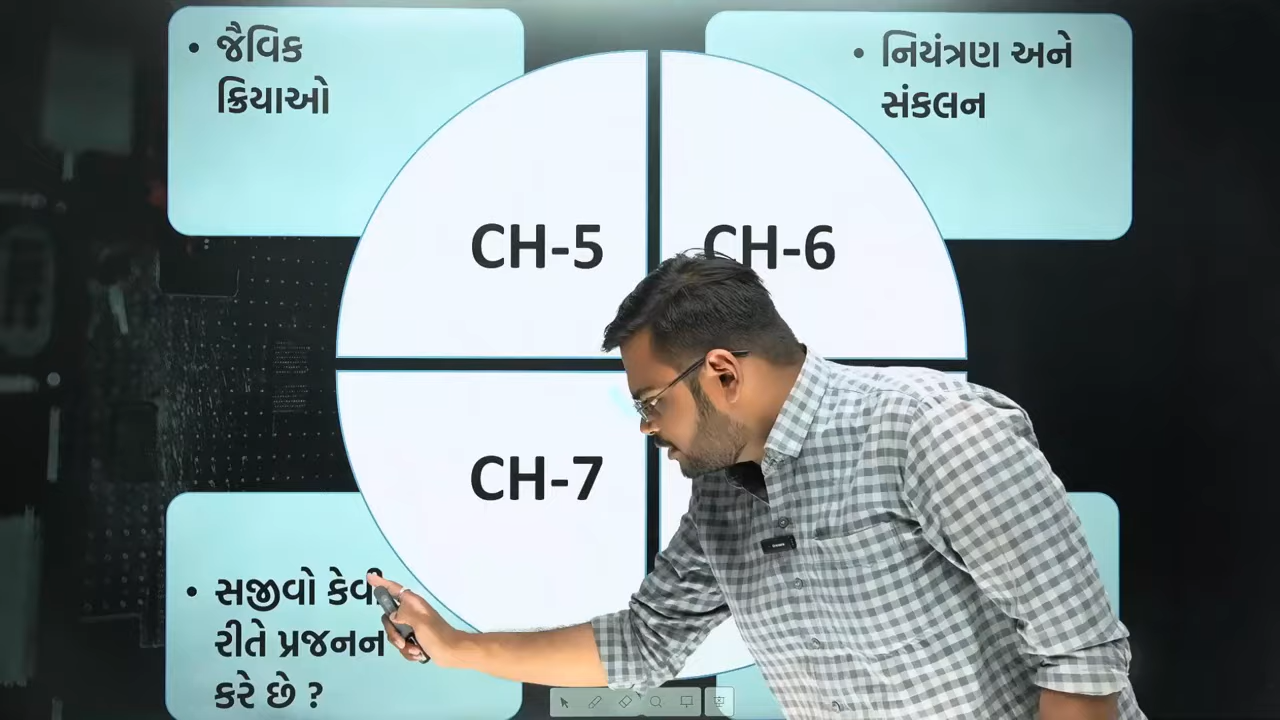 • જૈવિક
ક્રિયાઓ
• નિયંત્રણ અને
સંકલન
CH-5
CH-6
CH-7
• સજીવો કેવી
રીતે પ્રજનન
કરે છે ?